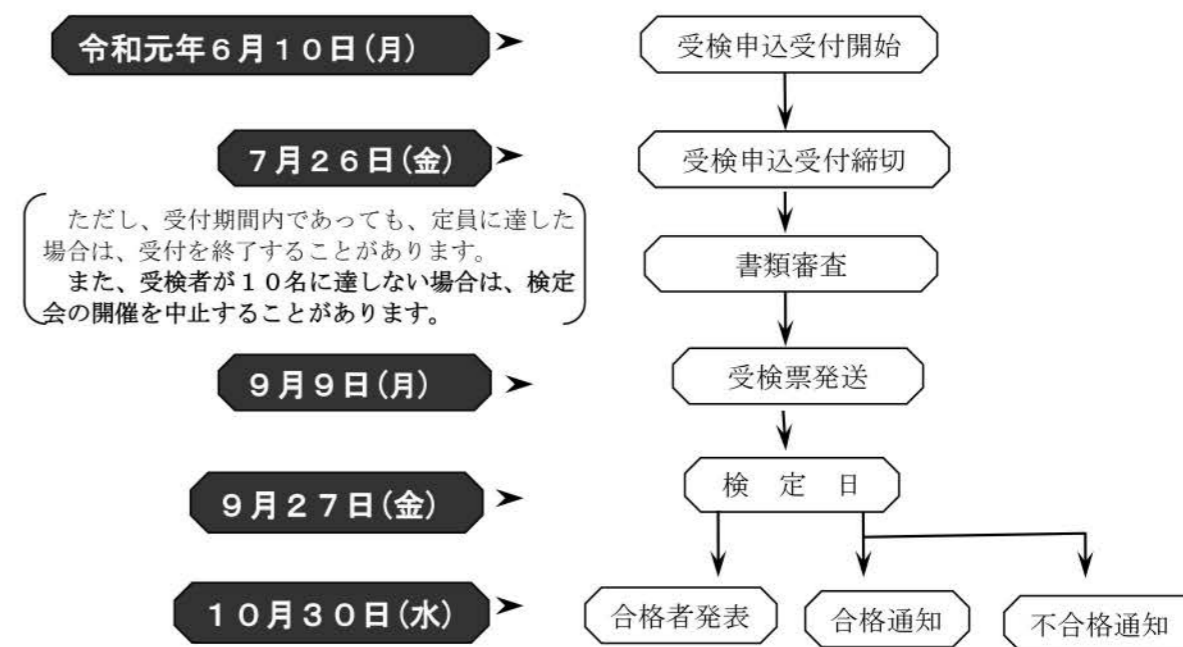 令和元年６月１０日(月)
受検申込受付開始
７月２６日(金)
受検申込受付締切
ただし、受付期間内であっても、定員に達した
場合は、受付を終了することがあります。
また、受検者が１０名に達しない場合は、検定
会の開催を中止することがあります。
書類審査
９月９日(月)
受検票発送
９月２７日(金)
検　定　日
１０月３０日(水)
合格者発表
合格通知
不合格通知